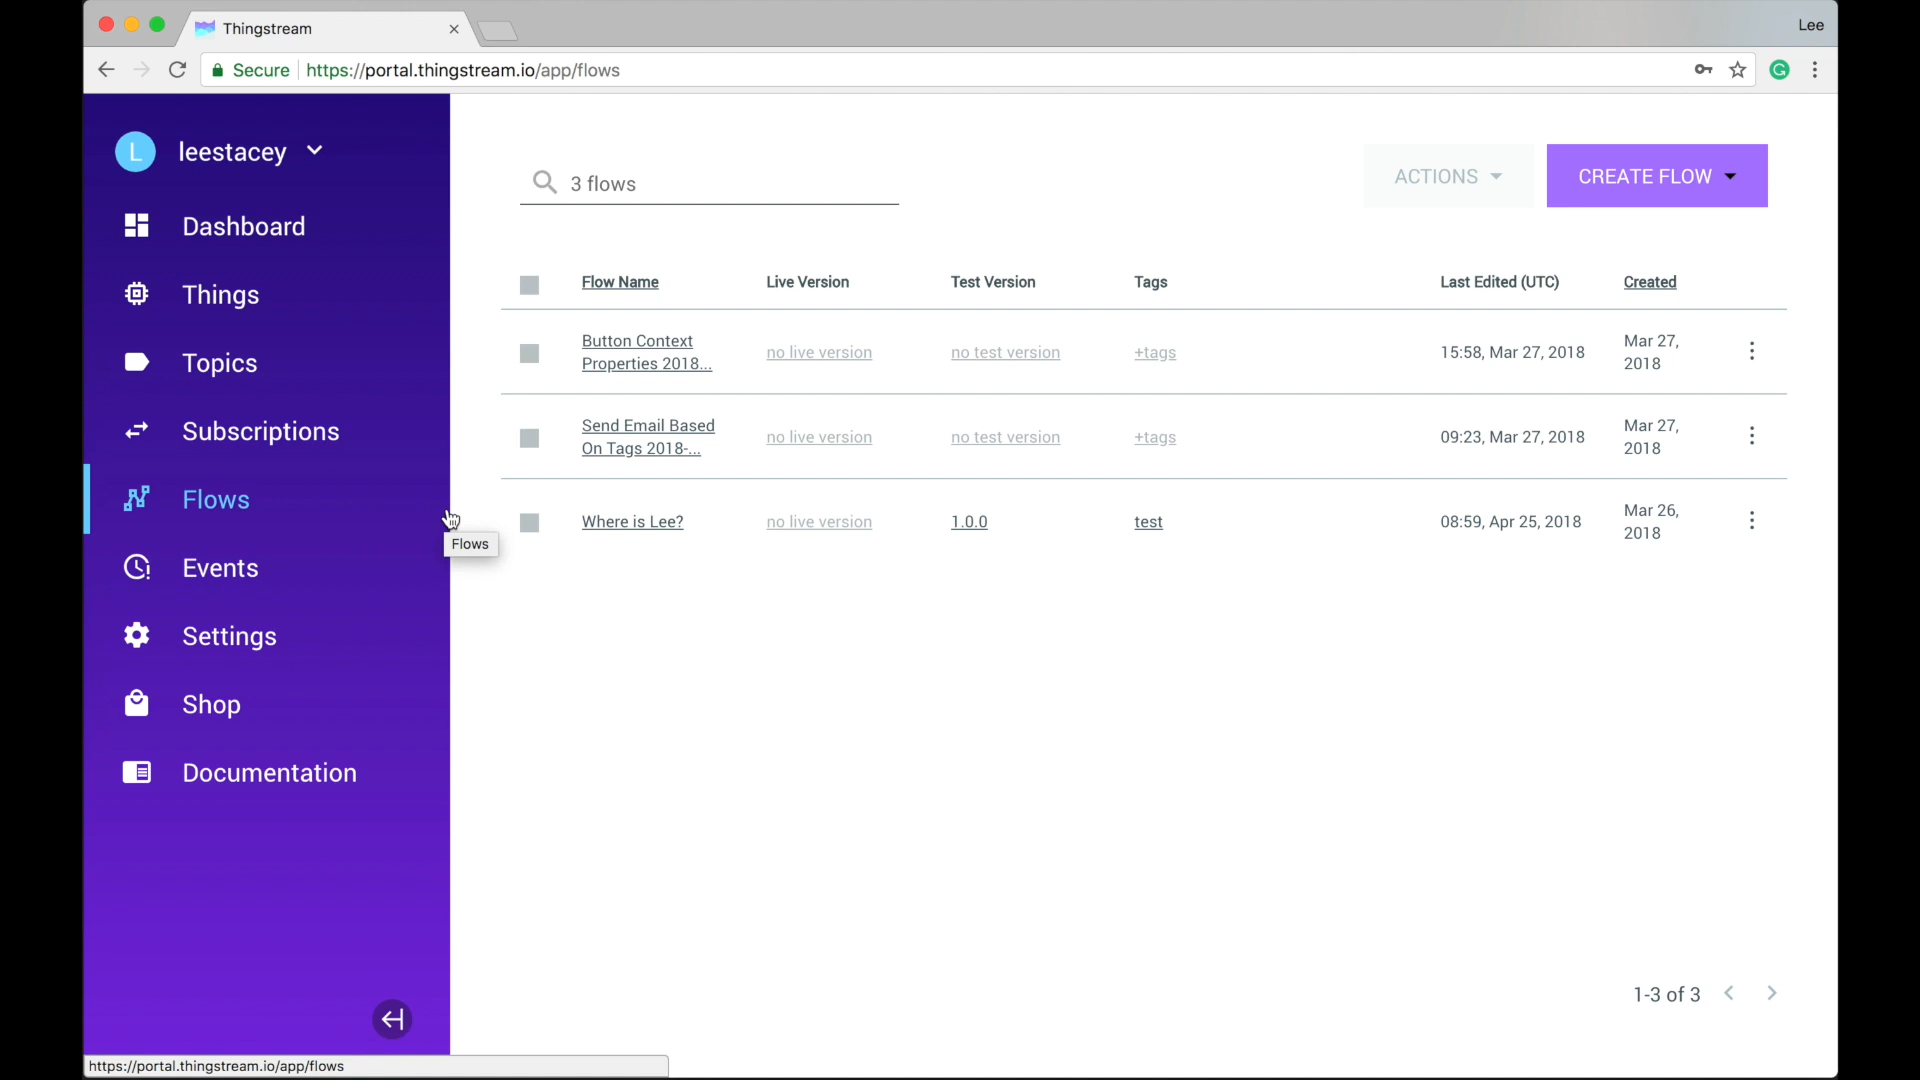 Thingstream
Lee
Secure https://portal.thingstream.io/app/flows
L leestacey
Dashboard
Things
Topics
Subscriptions
Flows
Events
Settings
Shop
Documentation
3 flows
ACTIONS
CREATE FLOW
Flow Name Live Version Test Version Tags Last Edited (UTC) Created
Button Context
Properties 2018...
no live version no test version +tags 15:58, Mar 27, 2018
Mar 27,
2018
Send Email Based
On Tags 2018-...
no live version no test version +tags 09:23, Mar 27, 2018
Mar 27,
2018
Where is Lee? no live version 1.0.0 test 08:59, Apr 25, 2018
Mar 26,
2018
Flows
1-3 of 3
https://portal.thingstream.io/app/flows